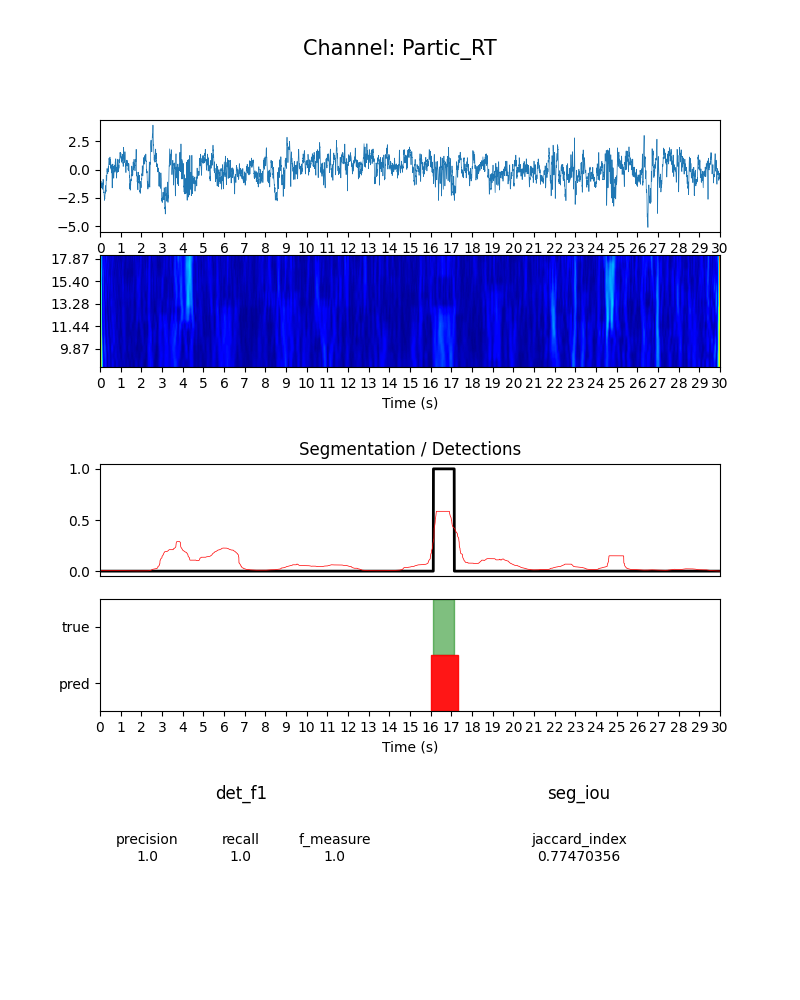 Channel: Partic_RT
2.5
0.0
−2.5
−5.0
0 1 2 3 4 5 6 7 8 9 10 11 12 13 14 15 16 17 18 19 20 21 22 23 24 25 26 27 28 29 30
17.87
15.40
13.28
11.44
9.87
0 1 2 3 4 5 6 7 8 9 10 11 12 13 14 15 16 17 18 19 20 21 22 23 24 25 26 27 28 29 30
Time (s)
Segmentation / Detections
1.0
0.5
0.0
true
pred
0 1 2 3 4 5 6 7 8 9 10 11 12 13 14 15 16 17 18 19 20 21 22 23 24 25 26 27 28 29 30
Time (s)
det_f1 seg_iou
precision recall f_measure jaccard_index
1.0 1.0 1.0 0.77470356